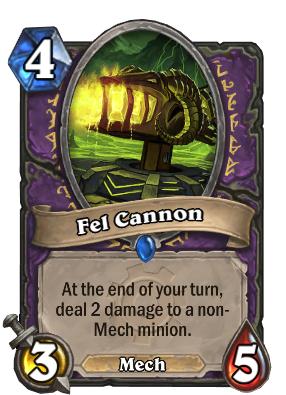 4
Fel Cannon
At the end of your turn,
deal 2 damage to a non-
Mech minion.
3
Mech
5